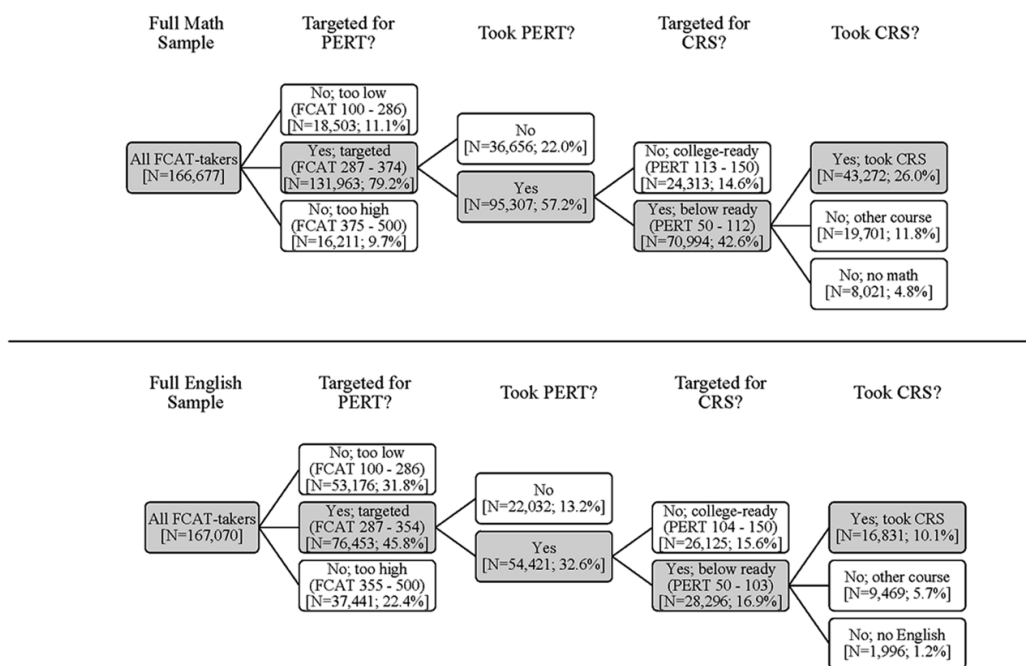 Full Math
Sample
Targeted for
PERT?
Took PERT?
Targeted for
CRS?
Took CRS?
All FCAT-takers
[N=166,677]
No; too low
(FCAT 100 - 286)
[N=18,503; 11.1%]
Yes; targeted
(FCAT 287 - 374)
[N=131,963; 79.2%]
No; too high
(FCAT 375 - 500)
[N=16,211; 9.7%]
No
[N=36,656; 22.0%]
Yes
[N=95,307; 57.2%]
No; college-ready
(PERT 113 - 150)
[N=24,313; 14.6%]
Yes; below ready
(PERT 50 - 112)
[N=70,994; 42.6%]
Yes; took CRS
[N=43,272; 26.0%]
No; other course
[N=19,701; 11.8%]
No; no math
[N=8,021; 4.8%]
Full English
Sample
Targeted for
PERT?
Took PERT?
Targeted for
CRS?
Took CRS?
All FCAT-takers
[N=167,070]
No; too low
(FCAT 100 - 286)
[N=53,176; 31.8%]
Yes; targeted
(FCAT 287 - 354)
[N=76,453; 45.8%]
No; too high
(FCAT 355 - 500)
[N=37,441; 22.4%]
No
[N=22,032; 13.2%]
Yes
[N=54,421; 32.6%]
No; college-ready
(PERT 104 - 150)
[N=26,125; 15.6%]
Yes; below ready
(PERT 50 - 103)
[N=28,296; 16.9%]
Yes; took CRS
[N=16,831; 10.1%]
No; other course
[N=9,469; 5.7%]
No; no English
[N=1,996; 1.2%]